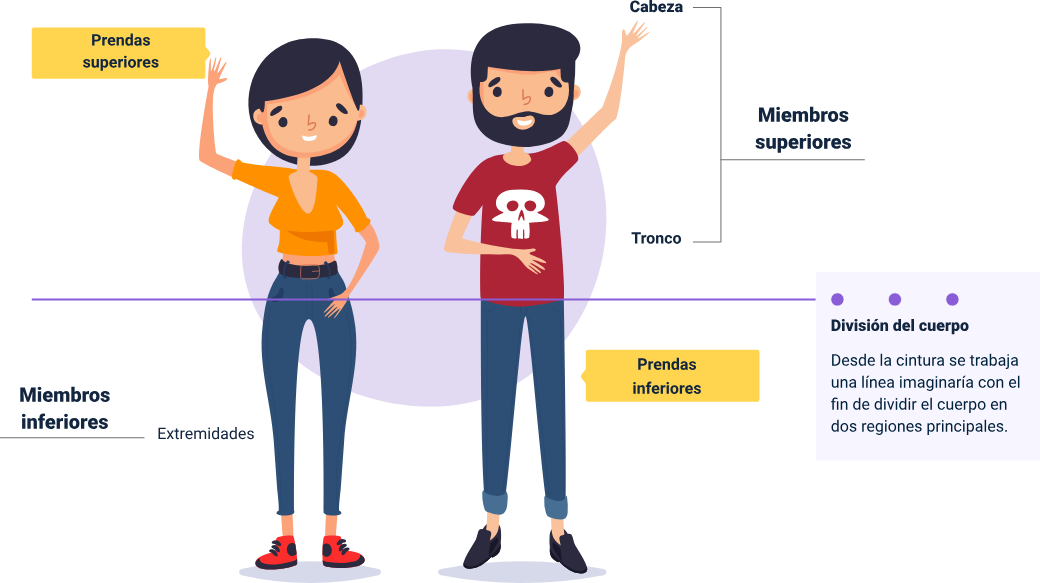 Cabeza
Prendas
superiores
Miembros
superiores
Tronco
División del cuerpo
Desde la cintura se trabaja
una línea imaginaría con el
fin de dividir el cuerpo en
dos regiones principales.
Prendas
inferiores
Miembros
inferiores
Extremidades